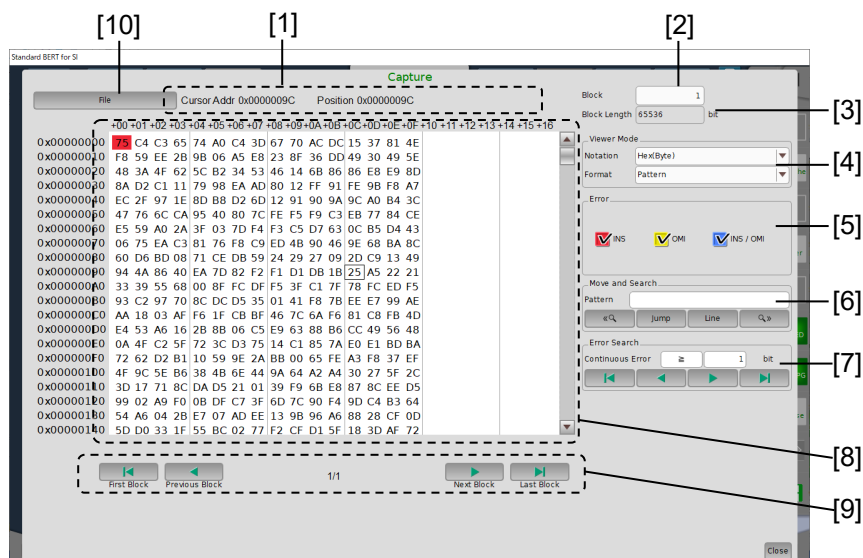 [10] [1] [2]
Standard BERT for SI
Capture
File
Cursor Addr 0x0000009C Position 0x0000009C
Block 1
Block Length 65536 bit
[3]
Viewer Mode
Notation Hex(Byte)
Format Pattern
[4]
Error
INS OMI INS / OMI
[5]
Move and Search
Pattern
[6]
Jump Line
Error Search
Continuous Error ≧ 1 bit
[7]
+00 +01 +02 +03 +04 +05 +06 +07 +08 +09 +0A +0B +0C +0D +0E +0F +10 +11 +12 +13 +14 +15 +16
0x00000000 75 C4 C3 65 74 A0 C4 3D 67 70 AC DC 15 37 81 4E
0x00000010 F8 59 EE 2B 9B 06 A5 E8 23 8F 36 DD 49 30 49 5E
0x00000020 48 3A 4F 62 5C B2 34 53 46 14 6B 86 86 E8 E9 8D
0x00000030 8A D2 C1 11 79 98 EA AD 80 12 FF 91 FE 9B F8 A7
0x00000040 EC 2F 97 1E 8D B8 D2 6D 12 91 90 9A 9C A0 B4 3C
0x00000050 47 76 6C CA 95 40 80 7C FE F5 F9 C3 EB 77 84 CE
0x00000060 E5 59 A0 2A 3F 03 7D F4 F3 C5 D7 63 0C B5 D4 43
0x00000070 06 75 EA C3 81 76 F8 C9 ED 4B 90 46 9E 68 BA 8C
0x00000080 60 D6 BD 08 71 CE DB 59 24 29 27 09 2D C9 13 49
0x00000090 94 4A 86 40 EA 7D 82 F2 F1 D1 DB 1B 25 A5 22 21
0x000000A0 33 39 55 68 00 8F FC DF F5 3F C1 7F 78 FC ED F5
0x000000B0 93 C2 97 70 8C DC D5 35 01 41 F8 7B EE E7 99 AE
0x000000C0 AA 18 03 AF F6 1F CB BF 46 7C 6A F6 81 C8 FB 4D
0x000000D0 E4 53 A6 16 2B 8B 06 C5 E9 63 88 B6 CC 49 56 48
0x000000E0 0A 4F C2 5F 72 3C D3 75 14 C1 85 7A E0 E1 BD BA
0x000000F0 72 62 D2 B1 10 59 9E 2A BB 00 65 FE A3 F8 37 EF
0x00000100 4F 9C 5E B6 38 4B 6E 44 9A 64 A2 A4 30 27 5F 2C
0x00000110 3D 17 71 8C DA D5 21 01 39 F9 6B E8 87 8C EE D5
0x00000120 99 02 A9 F0 0B DF C7 3F 6D 7C 90 F4 9D C4 B3 64
0x00000130 54 A6 04 2B E7 07 AD EE 13 9B 96 A6 88 28 CF 0D
0x00000140 5D D0 33 1F 55 BC 02 77 F2 CF D1 5F 18 3D AF 72
[8]
First Block Previous Block 1/1 Next Block Last Block
[9]
Close